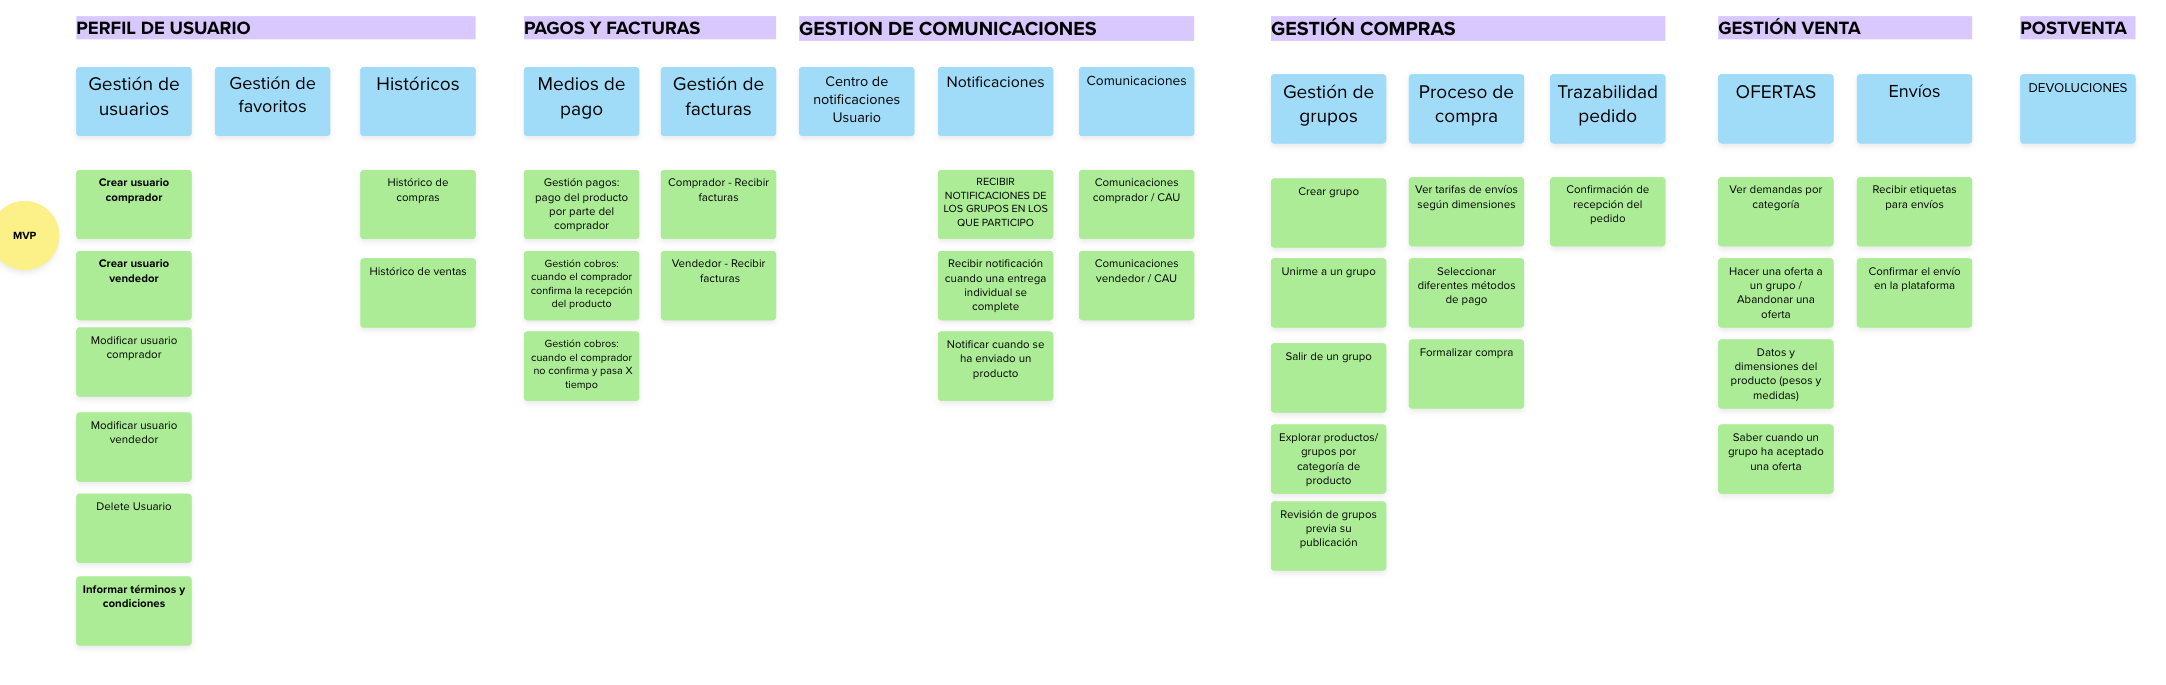 PERFIL DE USUARIO
PAGOS Y FACTURAS
GESTION DE COMUNICACIONES
GESTIÓN COMPRAS
GESTIÓN VENTA
POSTVENTA
Gestión de
usuarios
Gestión de
favoritos
Históricos
Medios de
pago
Gestión de
facturas
Centro de
notificaciones
Usuario
Notificaciones
Comunicaciones
Gestión de
grupos
Proceso de
compra
Trazabilidad
pedido
OFERTAS
Envíos
DEVOLUCIONES
MVP
Crear usuario
comprador
Crear usuario
vendedor
Modificar usuario
comprador
Modificar usuario
vendedor
Delete Usuario
Informar términos y
condiciones
Histórico de
compras
Histórico de ventas
Gestión pagos:
pago del producto
por parte del
comprador
Gestión cobros:
cuando el comprador
confirma la recepción
del producto
Gestión cobros:
cuando el comprador
no confirma y pasa X
tiempo
Comprador - Recibir
facturas
Vendedor - Recibir
facturas
RECIBIR
NOTIFICACIONES DE
LOS GRUPOS EN LOS
QUE PARTICIPO
Recibir notificación
cuando una entrega
individual se
complete
Notificar cuando se
ha enviado un
producto
Comunicaciones
comprador / CAU
Comunicaciones
vendedor / CAU
Crear grupo
Unirme a un grupo
Salir de un grupo
Explorar productos/
grupos por
categoría de
producto
Revisión de grupos
previa su
publicación
Ver tarifas de envíos
según dimensiones
Seleccionar
diferentes métodos
de pago
Formalizar compra
Confirmación de
recepción del
pedido
Ver demandas por
categoría
Hacer una oferta a
un grupo /
Abandonar una
oferta
Datos y
dimensiones del
producto (pesos y
medidas)
Saber cuando un
grupo ha aceptado
una oferta
Recibir etiquetas
para envíos
Confirmar el envío
en la plataforma